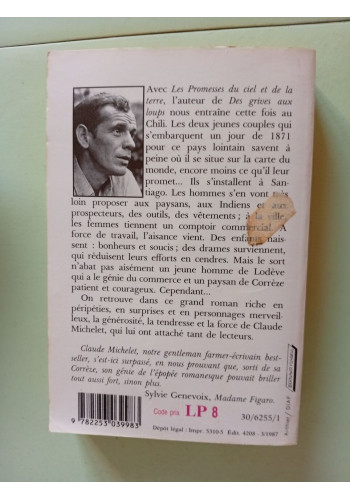 Avec Les Promesses du ciel et de la
terre, l'auteur de Des grives aux
loups nous entraîne cette fois au
Chili. Les deux jeunes couples qui
s'embarquent un jour de 1871
pour ce pays lointain savent à
peine où il se situe sur la carte du
monde, encore moins ce qu'il leur
promet... Ils s'installent à San-
tiago. Les hommes s'en vont très
loin proposer aux paysans, aux Indiens et aux
prospecteurs, des outils, des vêtements ; à la ville,
les femmes tiennent un comptoir commercial. A
force de travail, l'aisance vient. Des enfants nais-
sent : bonheurs et soucis ; des drames surviennent,
qui réduisent leurs efforts en cendres. Mais le sort
n'abat pas aisément un jeune homme de Lodève
qui a le génie du commerce et un paysan de Corrèze
patient et courageux. Cependant...
On retrouve dans ce grand roman riche en
péripéties, en surprises et en personnages merveil-
leux, la générosité, la tendresse et la force de Claude
Michelet, qui lui ont attaché tant de lecteurs.
Claude Michelet, notre gentleman farmer-écrivain best-
seller, s'est-ici surpassé, en nous prouvant que, sorti de sa
Corrèze, son génie de l'épopée romanesque pouvait briller
tout aussi fort, sinon plus.
Sylvie Genevoix, Madame Figaro.
Code prix LP 8
30/6255/1
9 782253 039983